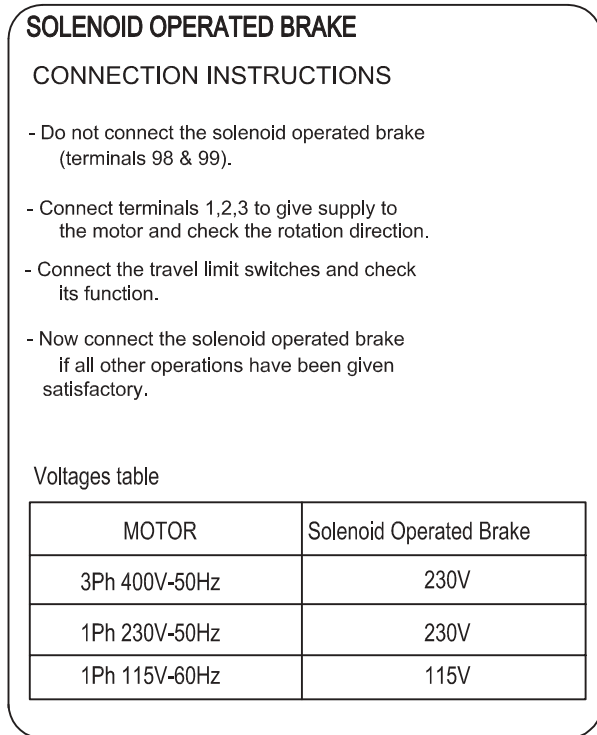 SOLENOID OPERATED BRAKE
CONNECTION INSTRUCTIONS
- Do not connect the solenoid operated brake
(terminals 98 & 99).
- Connect terminals 1,2,3 to give supply to
the motor and check the rotation direction.
- Connect the travel limit switches and check
its function.
- Now connect the solenoid operated brake
if all other operations have been given
satisfactory.
Voltages table
MOTOR Solenoid Operated Brake
3Ph 400V-50Hz 230V
1Ph 230V-50Hz 230V
1Ph 115V-60Hz 115V